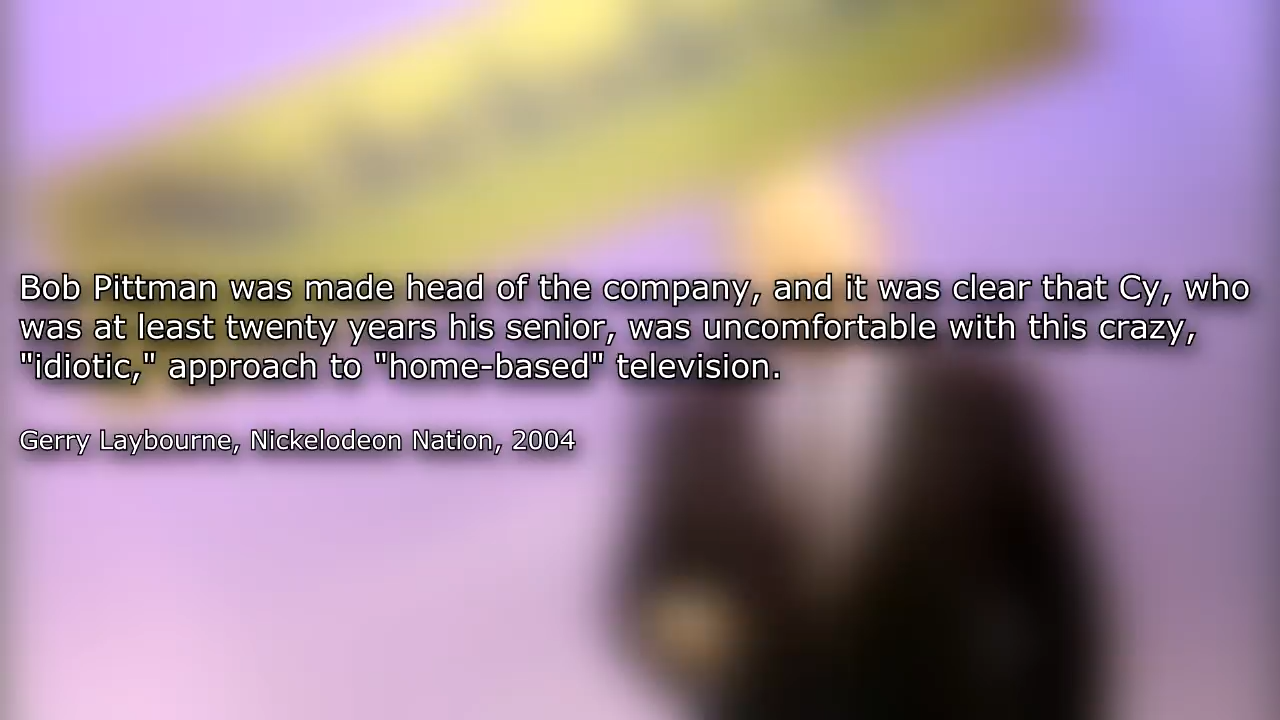 Bob Pittman was made head of the company, and it was clear that Cy, who
was at least twenty years his senior, was uncomfortable with this crazy,
"idiotic," approach to "home-based" television.
Gerry Laybourne, Nickelodeon Nation, 2004